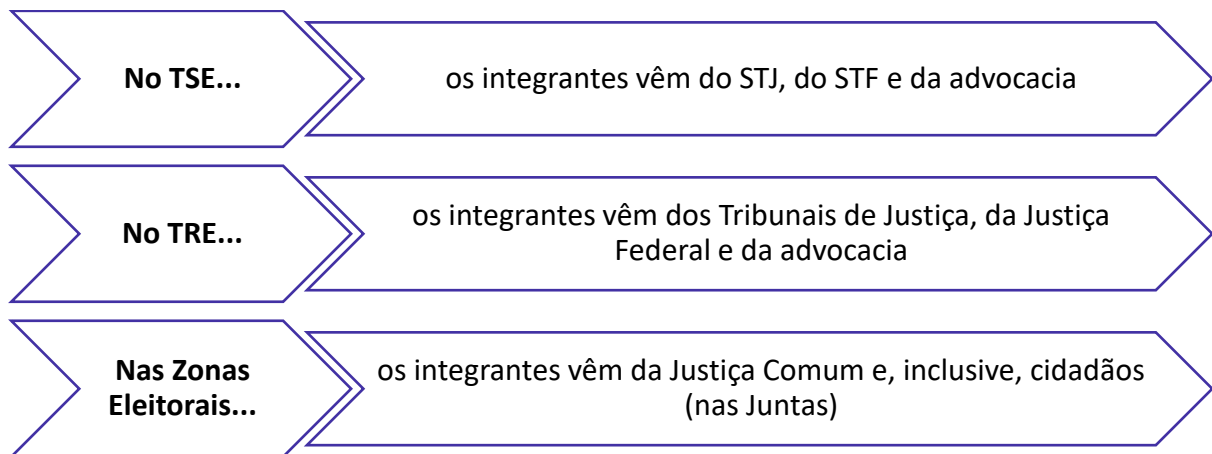 No TSE...
os integrantes vêm do STJ, do STF e da advocacia
No TRE...
os integrantes vêm dos Tribunais de Justiça, da Justiça
Federal e da advocacia
Nas Zonas
Eleitorais...
os integrantes vêm da Justiça Comum e, inclusive, cidadãos
(nas Juntas)